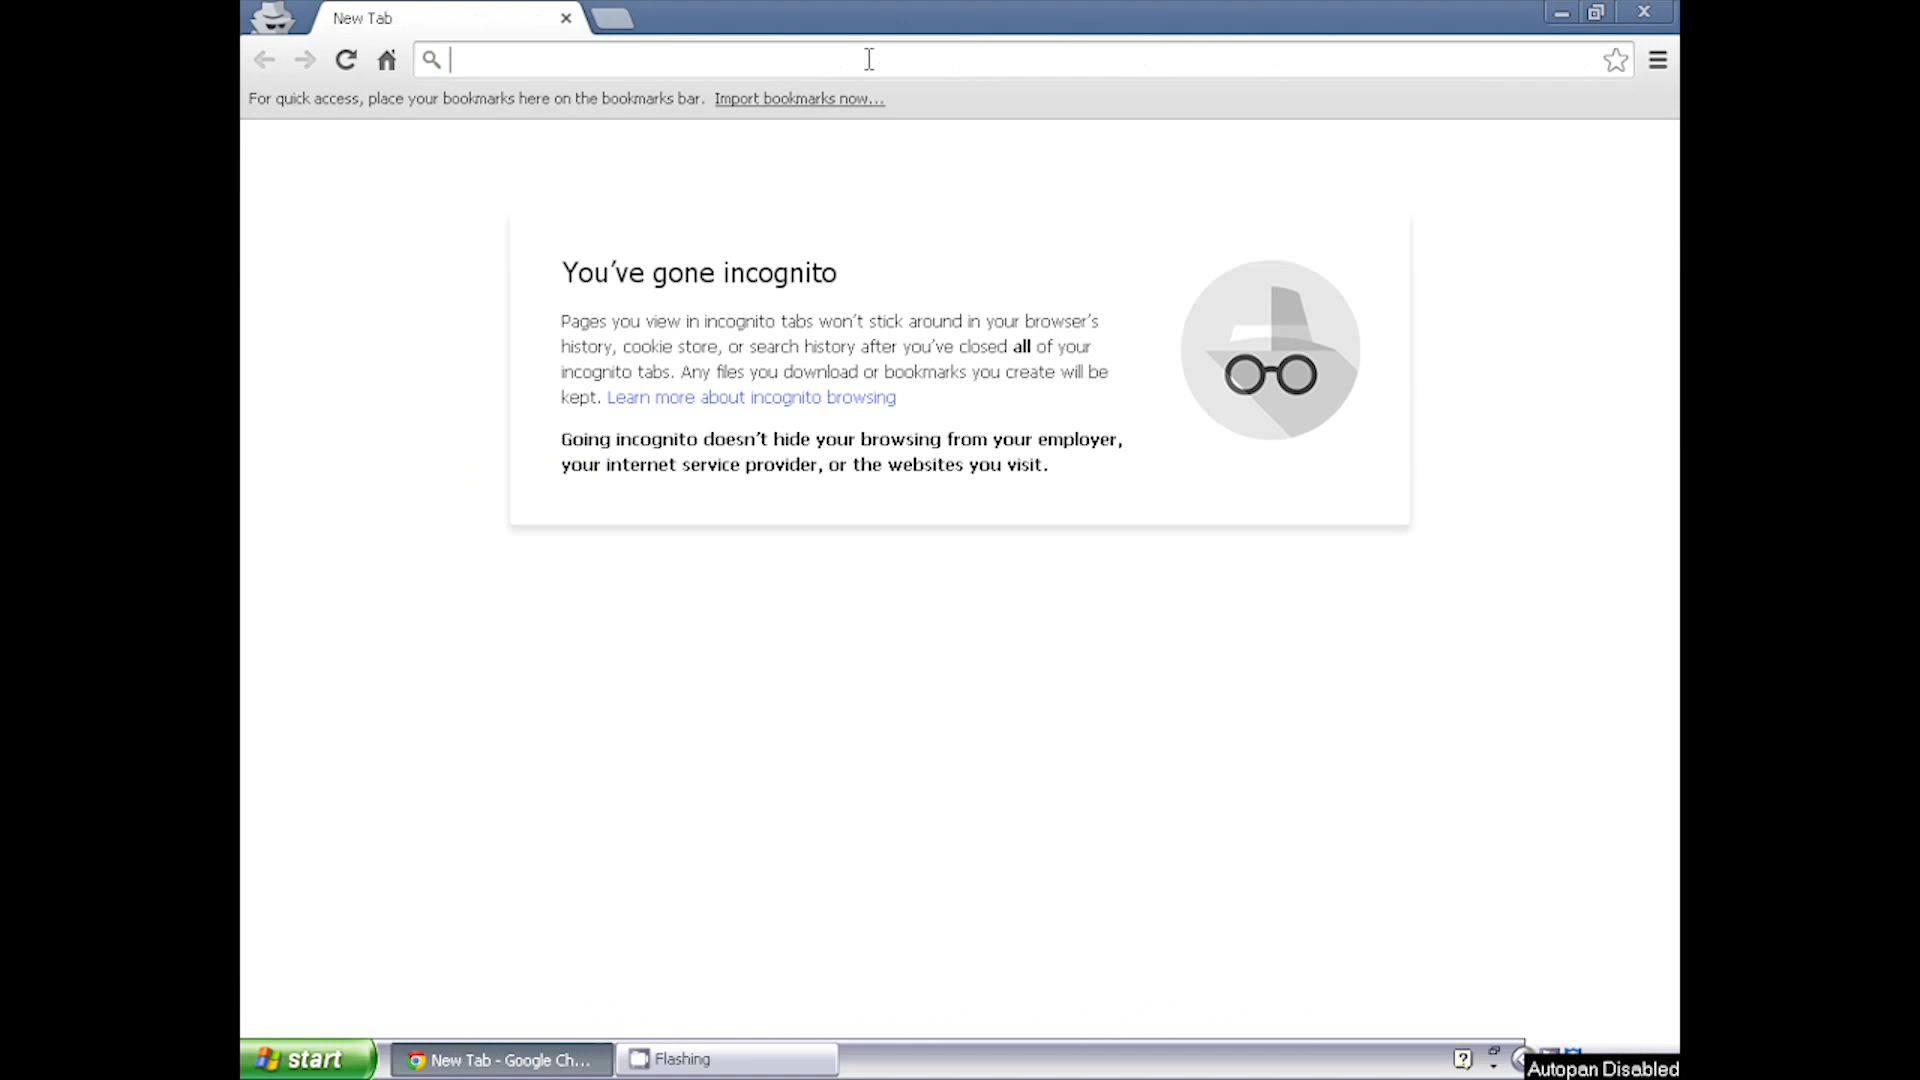 New Tab
For quick access, place your bookmarks here on the bookmarks bar. Import bookmarks now...
You've gone incognito
Pages you view in incognito tabs won't stick around in your browser's
history, cookie store, or search history after you've closed all of your
incognito tabs. Any files you download or bookmarks you create will be
kept. Learn more about incognito browsing
Going incognito doesn't hide your browsing from your employer,
your internet service provider, or the websites you visit.
start
New Tab - Google Ch...
Flashing
Autopan Disabled